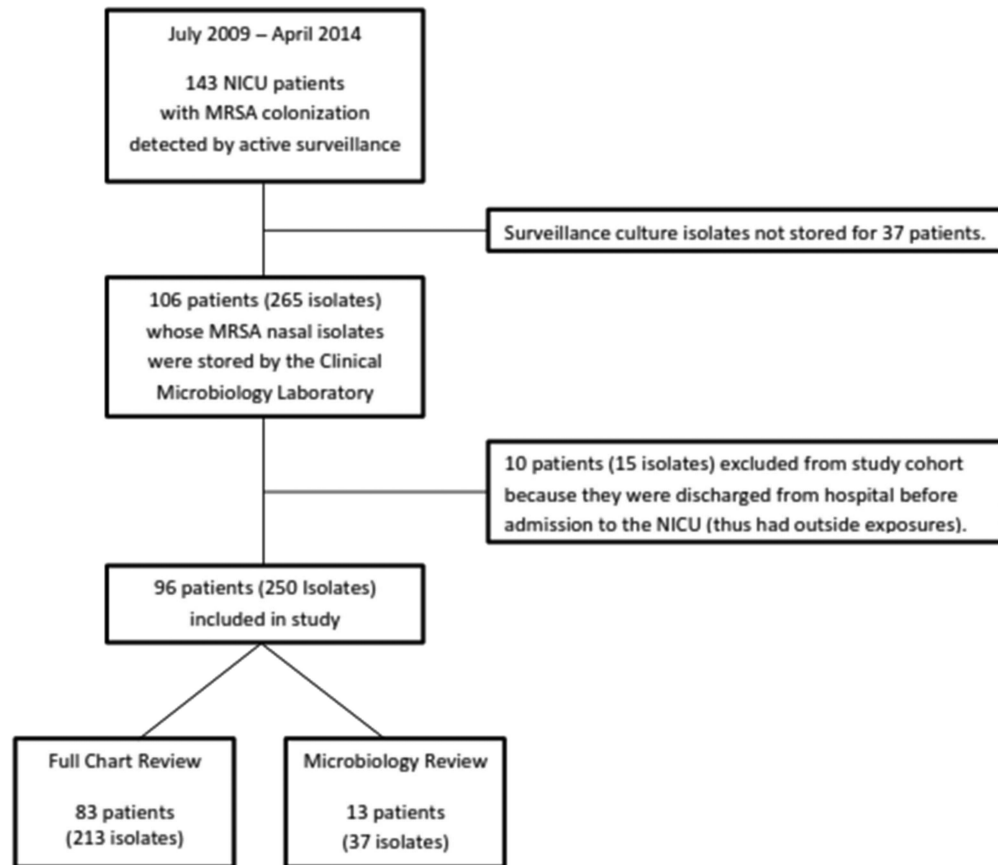 July 2009 – April 2014
143 NICU patients
with MRSA colonization
detected by active surveillance
Surveillance culture isolates not stored for 37 patients.
106 patients (265 isolates)
whose MRSA nasal isolates
were stored by the Clinical
Microbiology Laboratory
10 patients (15 isolates) excluded from study cohort
because they were discharged from hospital before
admission to the NICU (thus had outside exposures).
96 patients (250 Isolates)
included in study
Full Chart Review
83 patients
(213 isolates)
Microbiology Review
13 patients
(37 isolates)